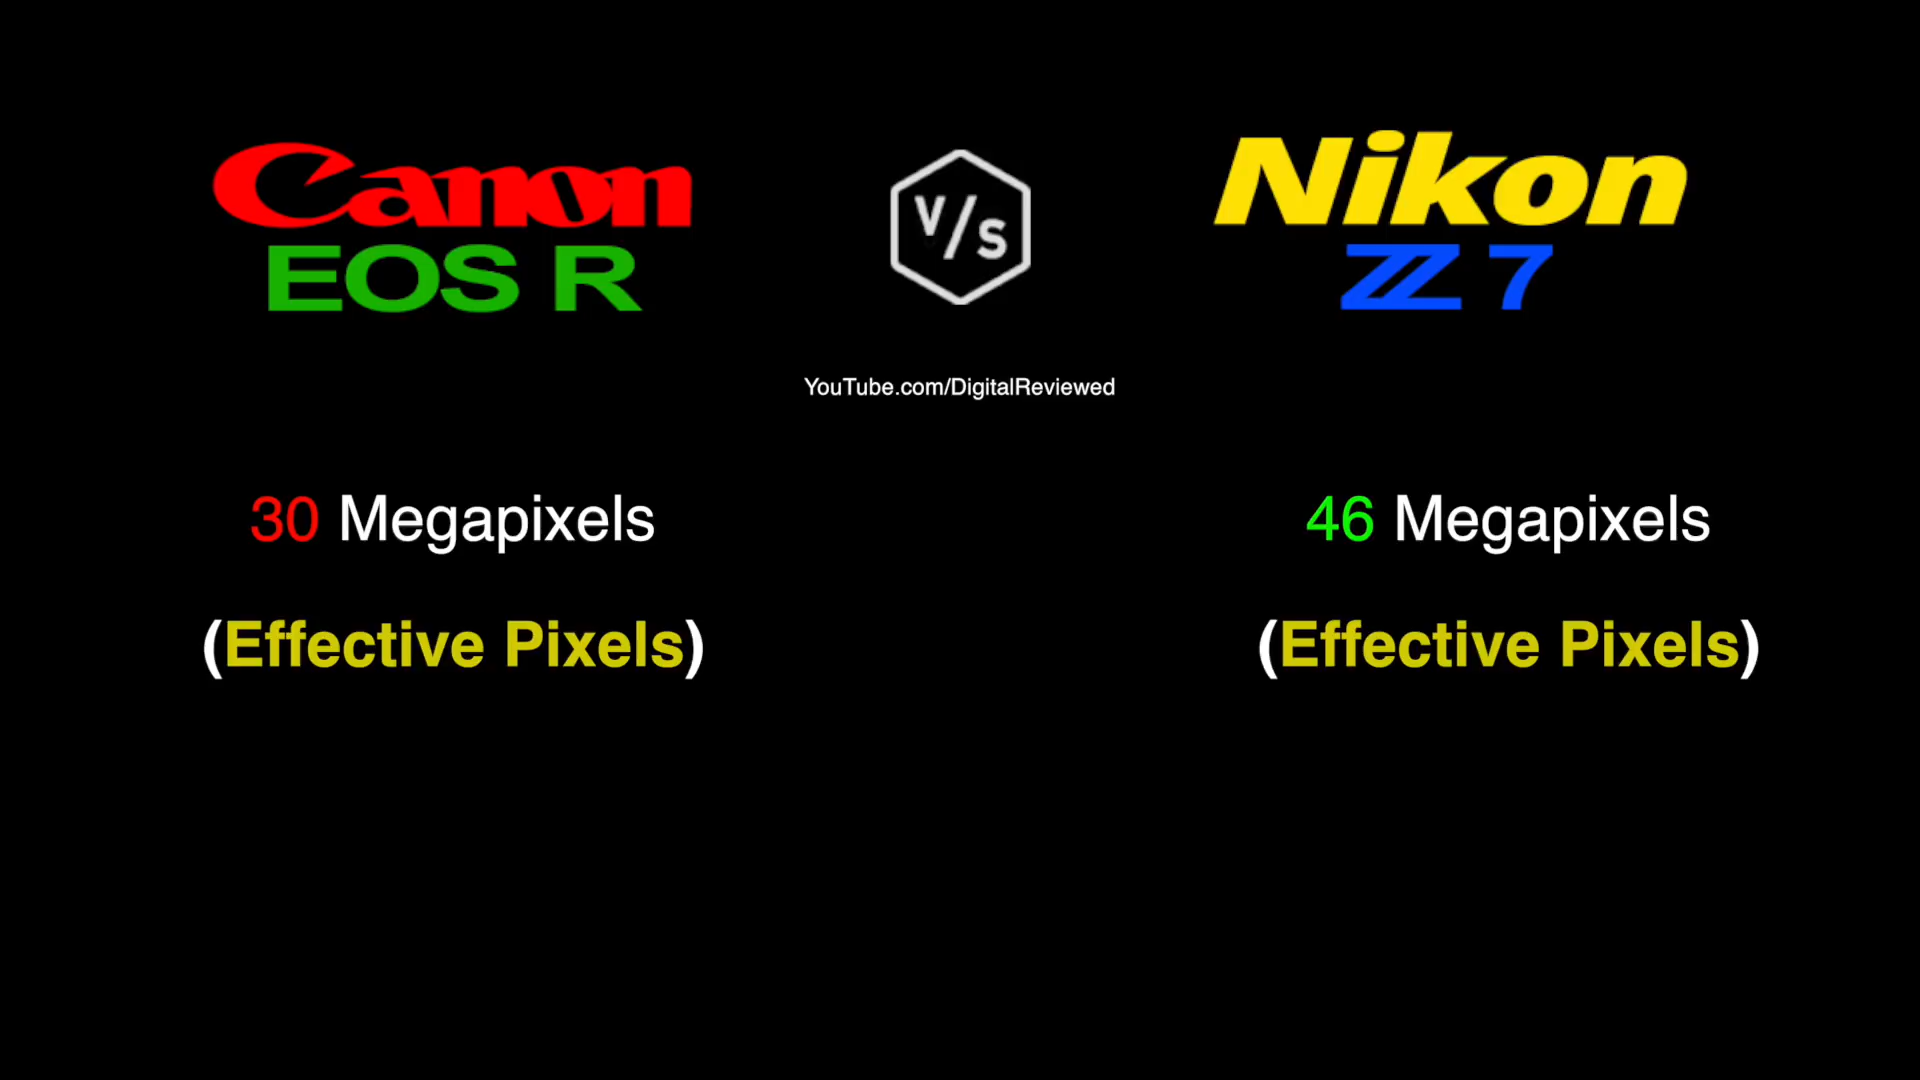 Canon
EOS R
V/S
Nikon
Z 7
YouTube.com/DigitalReviewed
30 Megapixels
46 Megapixels
(Effective Pixels)
(Effective Pixels)